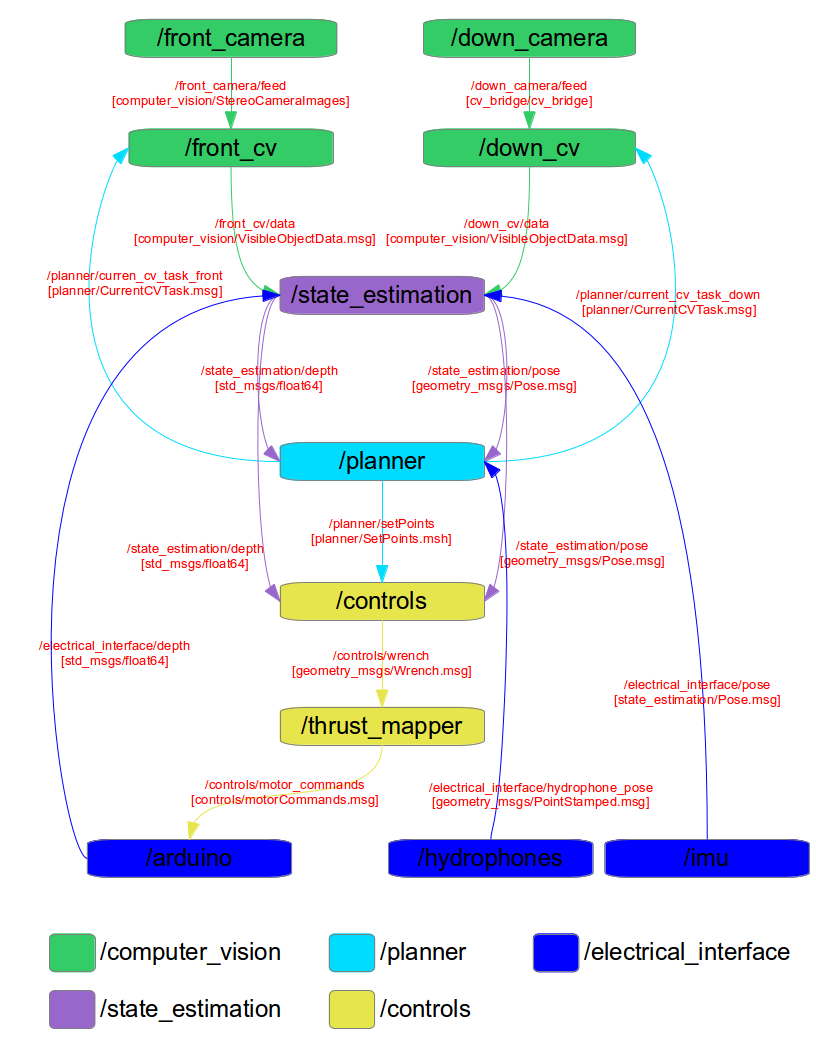 /front_camera
/down_camera
/front_camera/feed
[computer_vision/StereoCameraImages]
/down_camera/feed
[cv_bridge/cv_bridge]
/front_cv
/down_cv
/front_cv/data
[computer_vision/VisibleObjectData.msg]
/down_cv/data
[computer_vision/VisibleObjectData.msg]
/planner/curren_cv_task_front
[planner/CurrentCVTask.msg]
/state_estimation
/planner/current_cv_task_down
[planner/CurrentCVTask.msg]
/state_estimation/depth
[std_msgs/float64]
/state_estimation/pose
[geometry_msgs/Pose.msg]
/planner
/planner/setPoints
[planner/SetPoints.msh]
/state_estimation/depth
[std_msgs/float64]
/state_estimation/pose
[geometry_msgs/Pose.msg]
/controls
/electrical_interface/depth
[std_msgs/float64]
/controls/wrench
[geometry_msgs/Wrench.msg]
/electrical_interface/pose
[state_estimation/Pose.msg]
/thrust_mapper
/controls/motor_commands
[controls/motorCommands.msg]
/electrical_interface/hydrophone_pose
[geometry_msgs/PointStamped.msg]
/arduino
/hydrophones
/imu
/computer_vision
/planner
/electrical_interface
/state_estimation
/controls